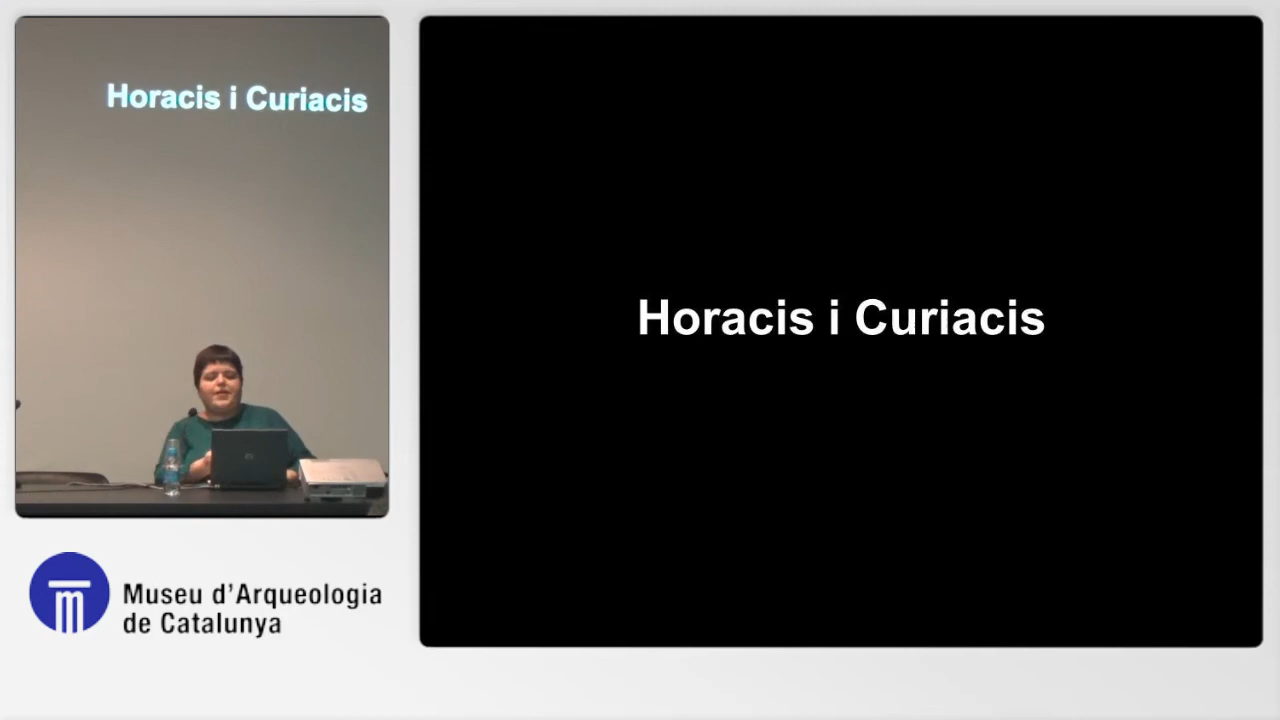 Horacis i Curiacis
Horacis i Curiacis
Museu d'Arqueologia
de Catalunya